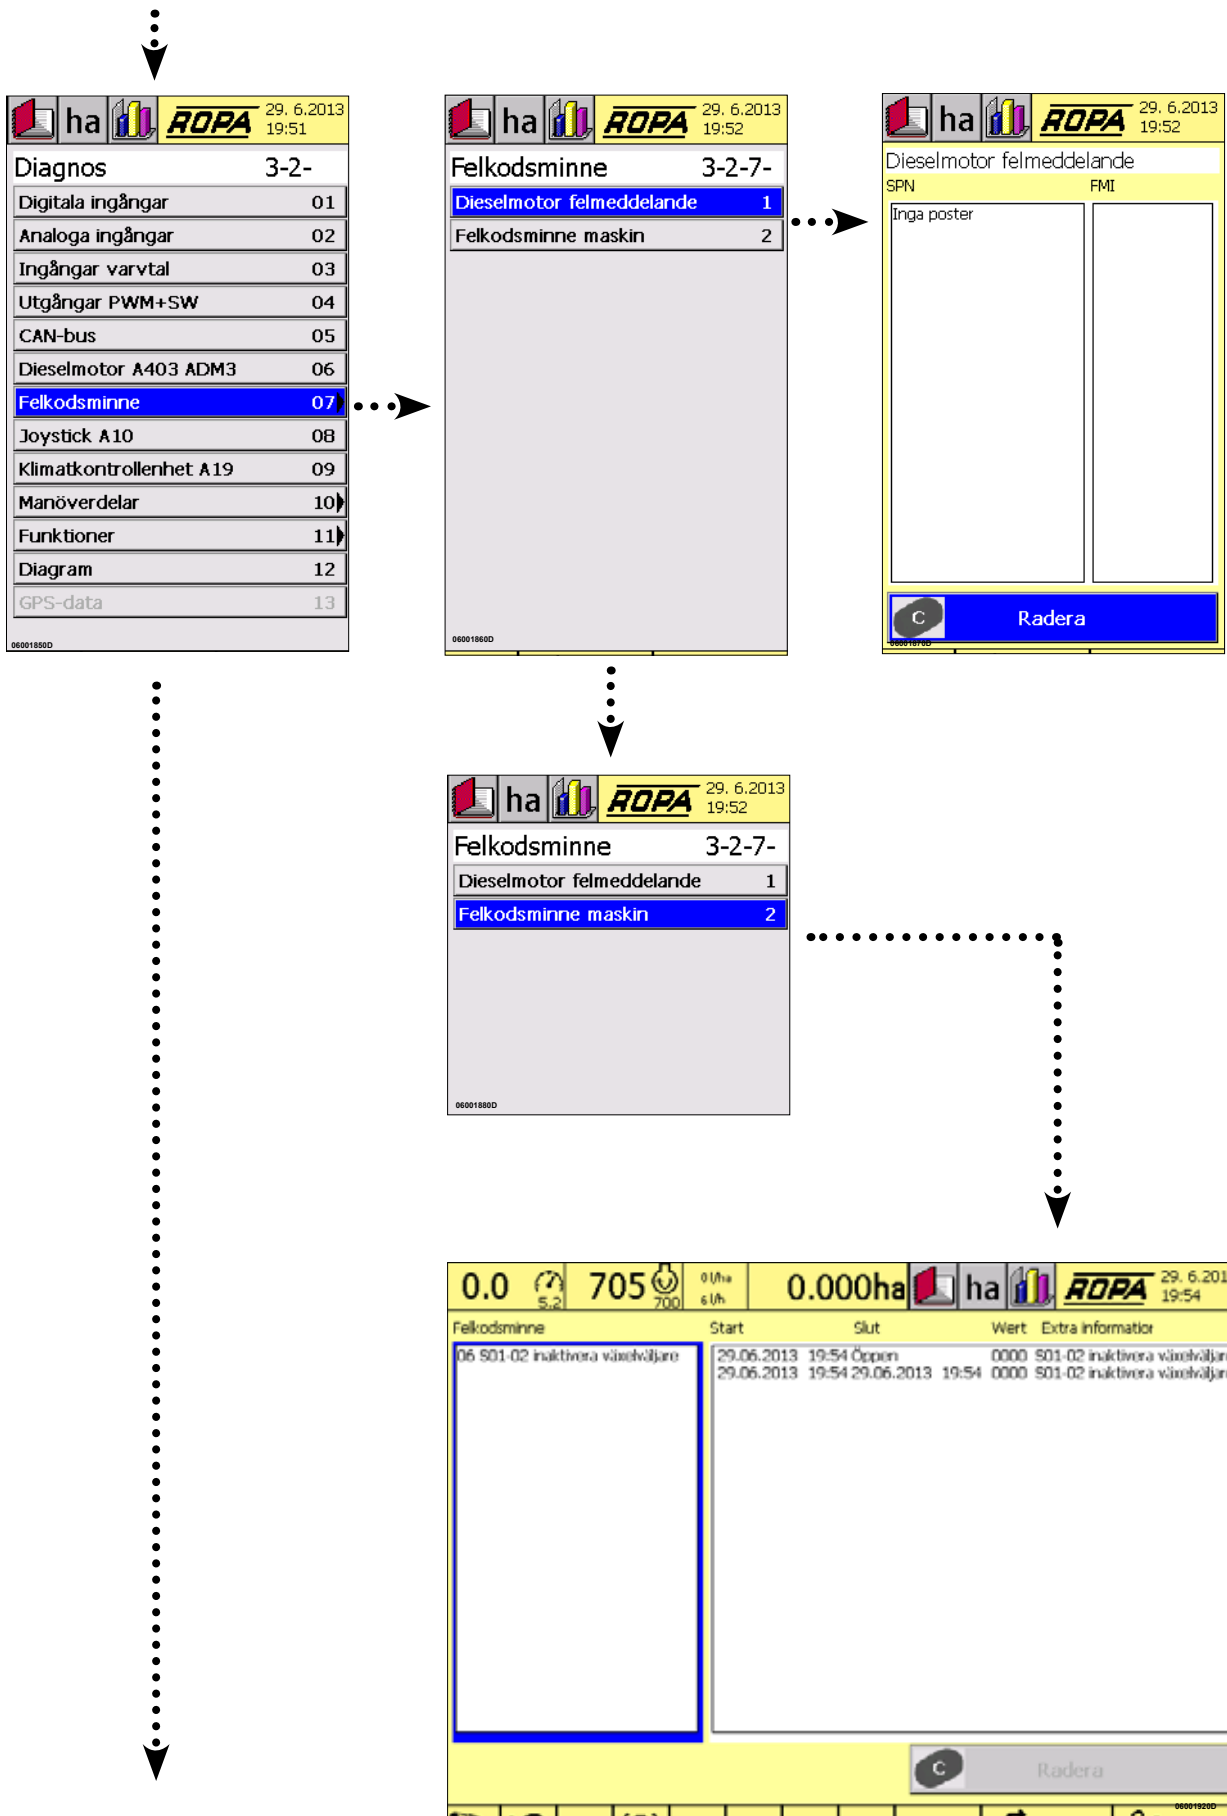 ha ROPA 29. 6.2013
19:51
Diagnos 3-2-
Digitala ingångar 01
Analoga ingångar 02
Ingångar varvtal 03
Utgångar PWM+SW 04
CAN-bus 05
Dieselmotor A403 ADM3 06
Felkodsminne 07
Joystick A10 08
Klimatkontrollenhet A19 09
Manöverdelar 10
Funktioner 11
Diagram 12
GPS-data 13
06001850D
ha ROPA 29. 6.2013
19:52
Felkodsminne 3-2-7-
Dieselmotor felmeddelande 1
Felkodsminne maskin 2
06001860D
ha ROPA 29. 6.2013
19:52
Dieselmotor felmeddelande
SPN FMI
Inga poster
C Radera
06001870D
ha ROPA 29. 6.2013
19:52
Felkodsminne 3-2-7-
Dieselmotor felmeddelande 1
Felkodsminne maskin 2
06001880D
0.0 5.2 705 700 0 l/ha 0.000ha ha ROPA 29. 6.201
6 l/h 19:54
Felkodsminne Start Slut Wert Extra information
06 S01-02 inaktivera växelväljare 29.06.2013 19:54 Öppen 0000 S01-02 inaktivera växelväljare
29.06.2013 19:54 29.06.2013 19:54 0000 S01-02 inaktivera växelväljare
C Radera
06001920D